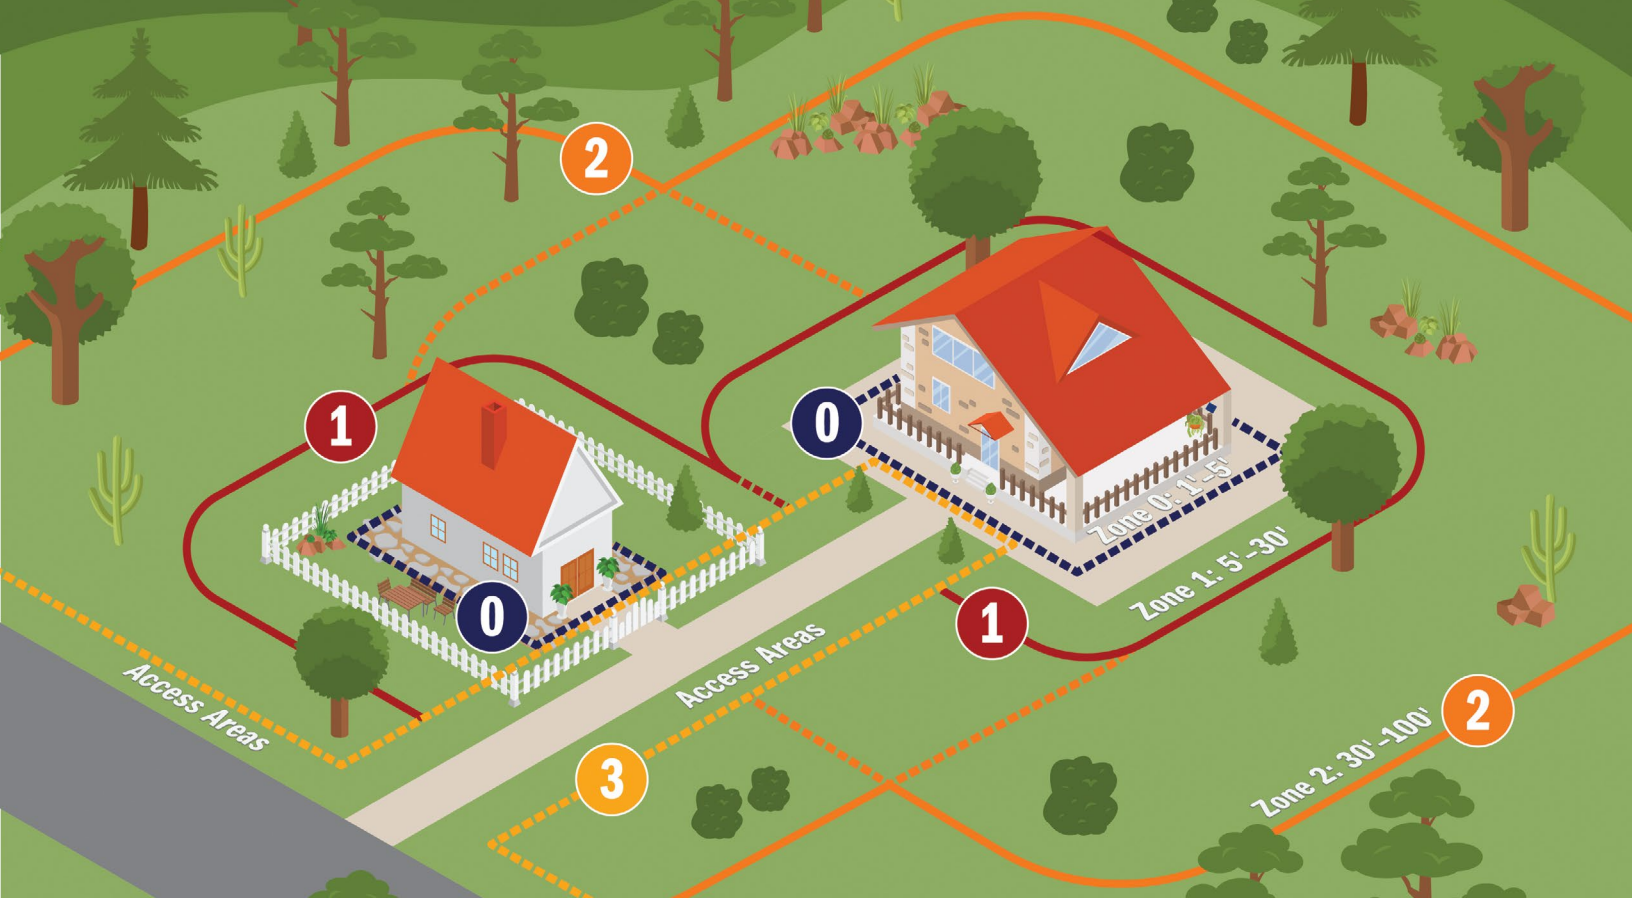 2
1
0
Zone 0: 1'-5'
Zone 1: 5'-30'
0
1
Access Areas
Access Areas
2
Zone 2: 30'-100'
3